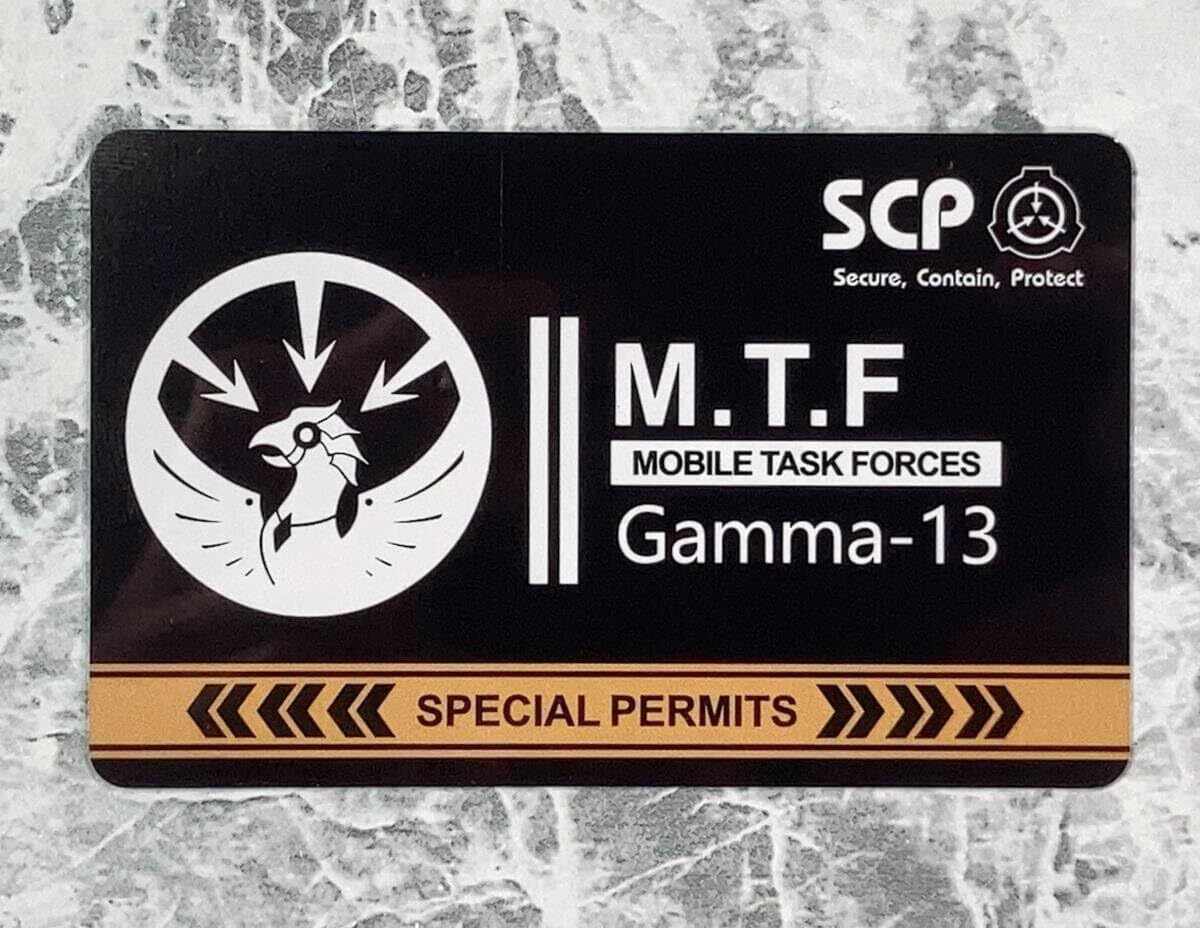 SCP
Secure, Contain, Protect
M.T.F
MOBILE TASK FORCES
Gamma-13
SPECIAL PERMITS